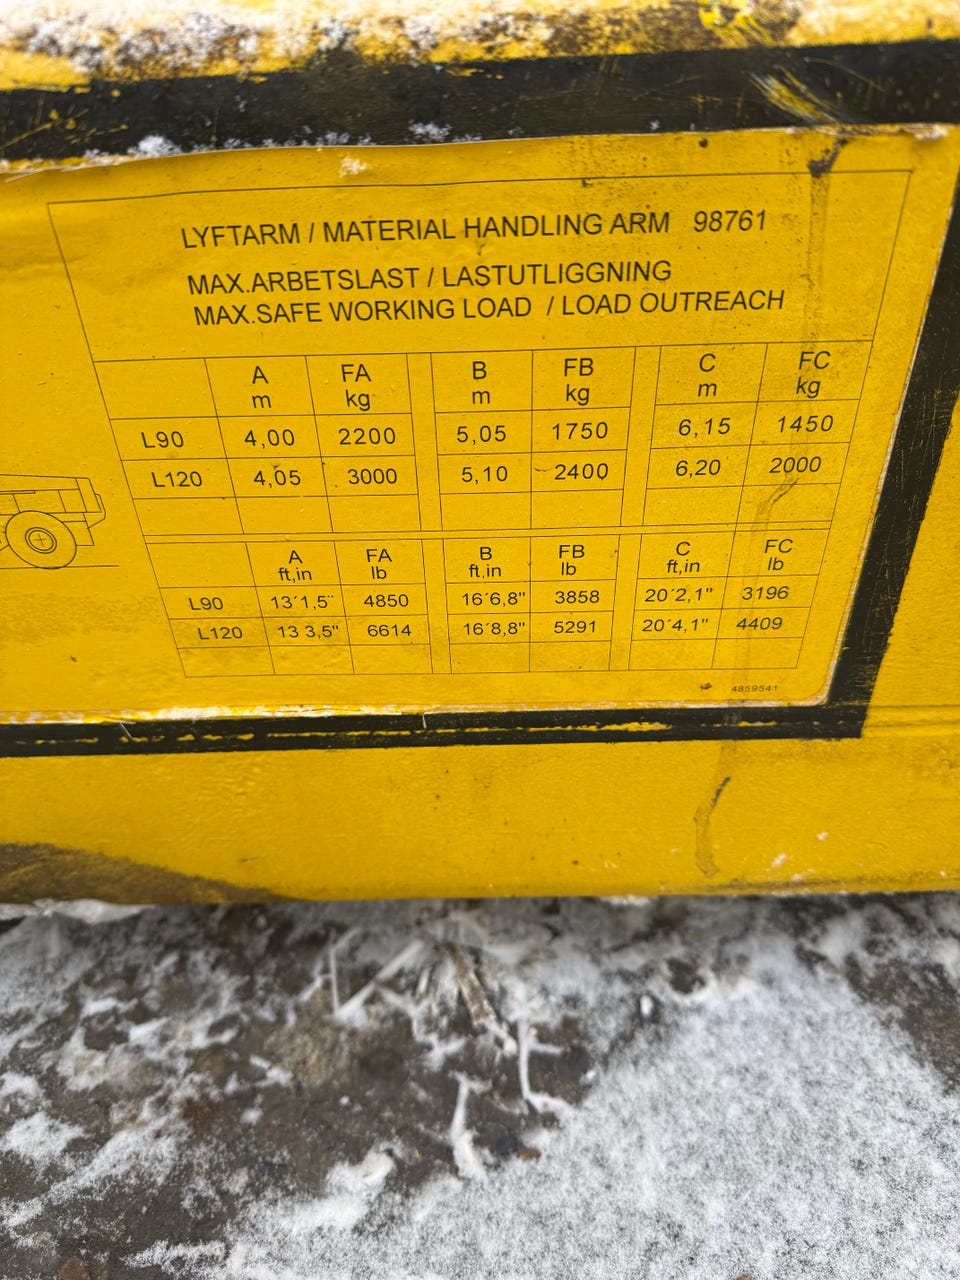 LYFTARM / MATERIAL HANDLING ARM 98761
MAX.ARBETSLAST / LASTUTLIGGNING
MAX.SAFE WORKING LOAD / LOAD OUTREACH
A FA B FB C FC
m kg m kg m kg
L90 4,00 2200 5,05 1750 6,15 1450
L120 4,05 3000 5,10 2400 6,20 2000
A FA B FB C FC
ft,in lb ft,in lb ft,in lb
L90 13´1,5¨ 4850 16´6,8" 3858 20´2,1" 3196
L120 13 3,5" 6614 16´8,8" 5291 20´4,1" 4409
4859541